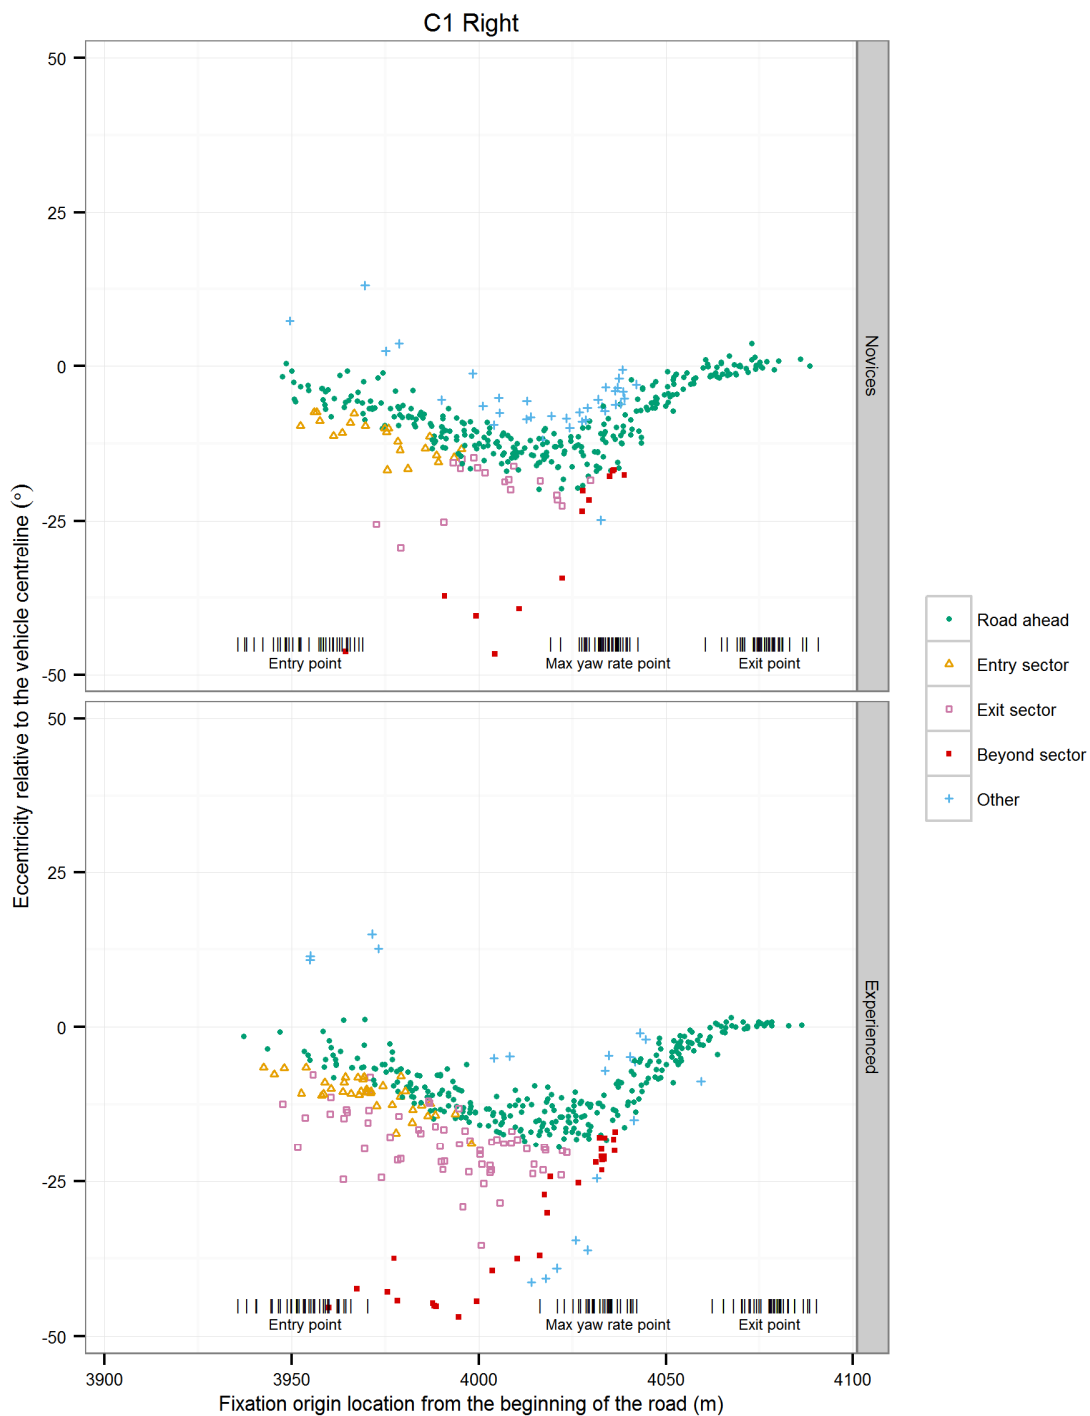 C1 Right
Eccentricity relative to the vehicle centreline (°)
50
25
0
-25
-50
Entry point
Max yaw rate point
Exit point
Novices
50
25
0
-25
-50
Entry point
Max yaw rate point
Exit point
Experienced
3900
3950
4000
4050
4100
Fixation origin location from the beginning of the road (m)
Road ahead
Entry sector
Exit sector
Beyond sector
Other